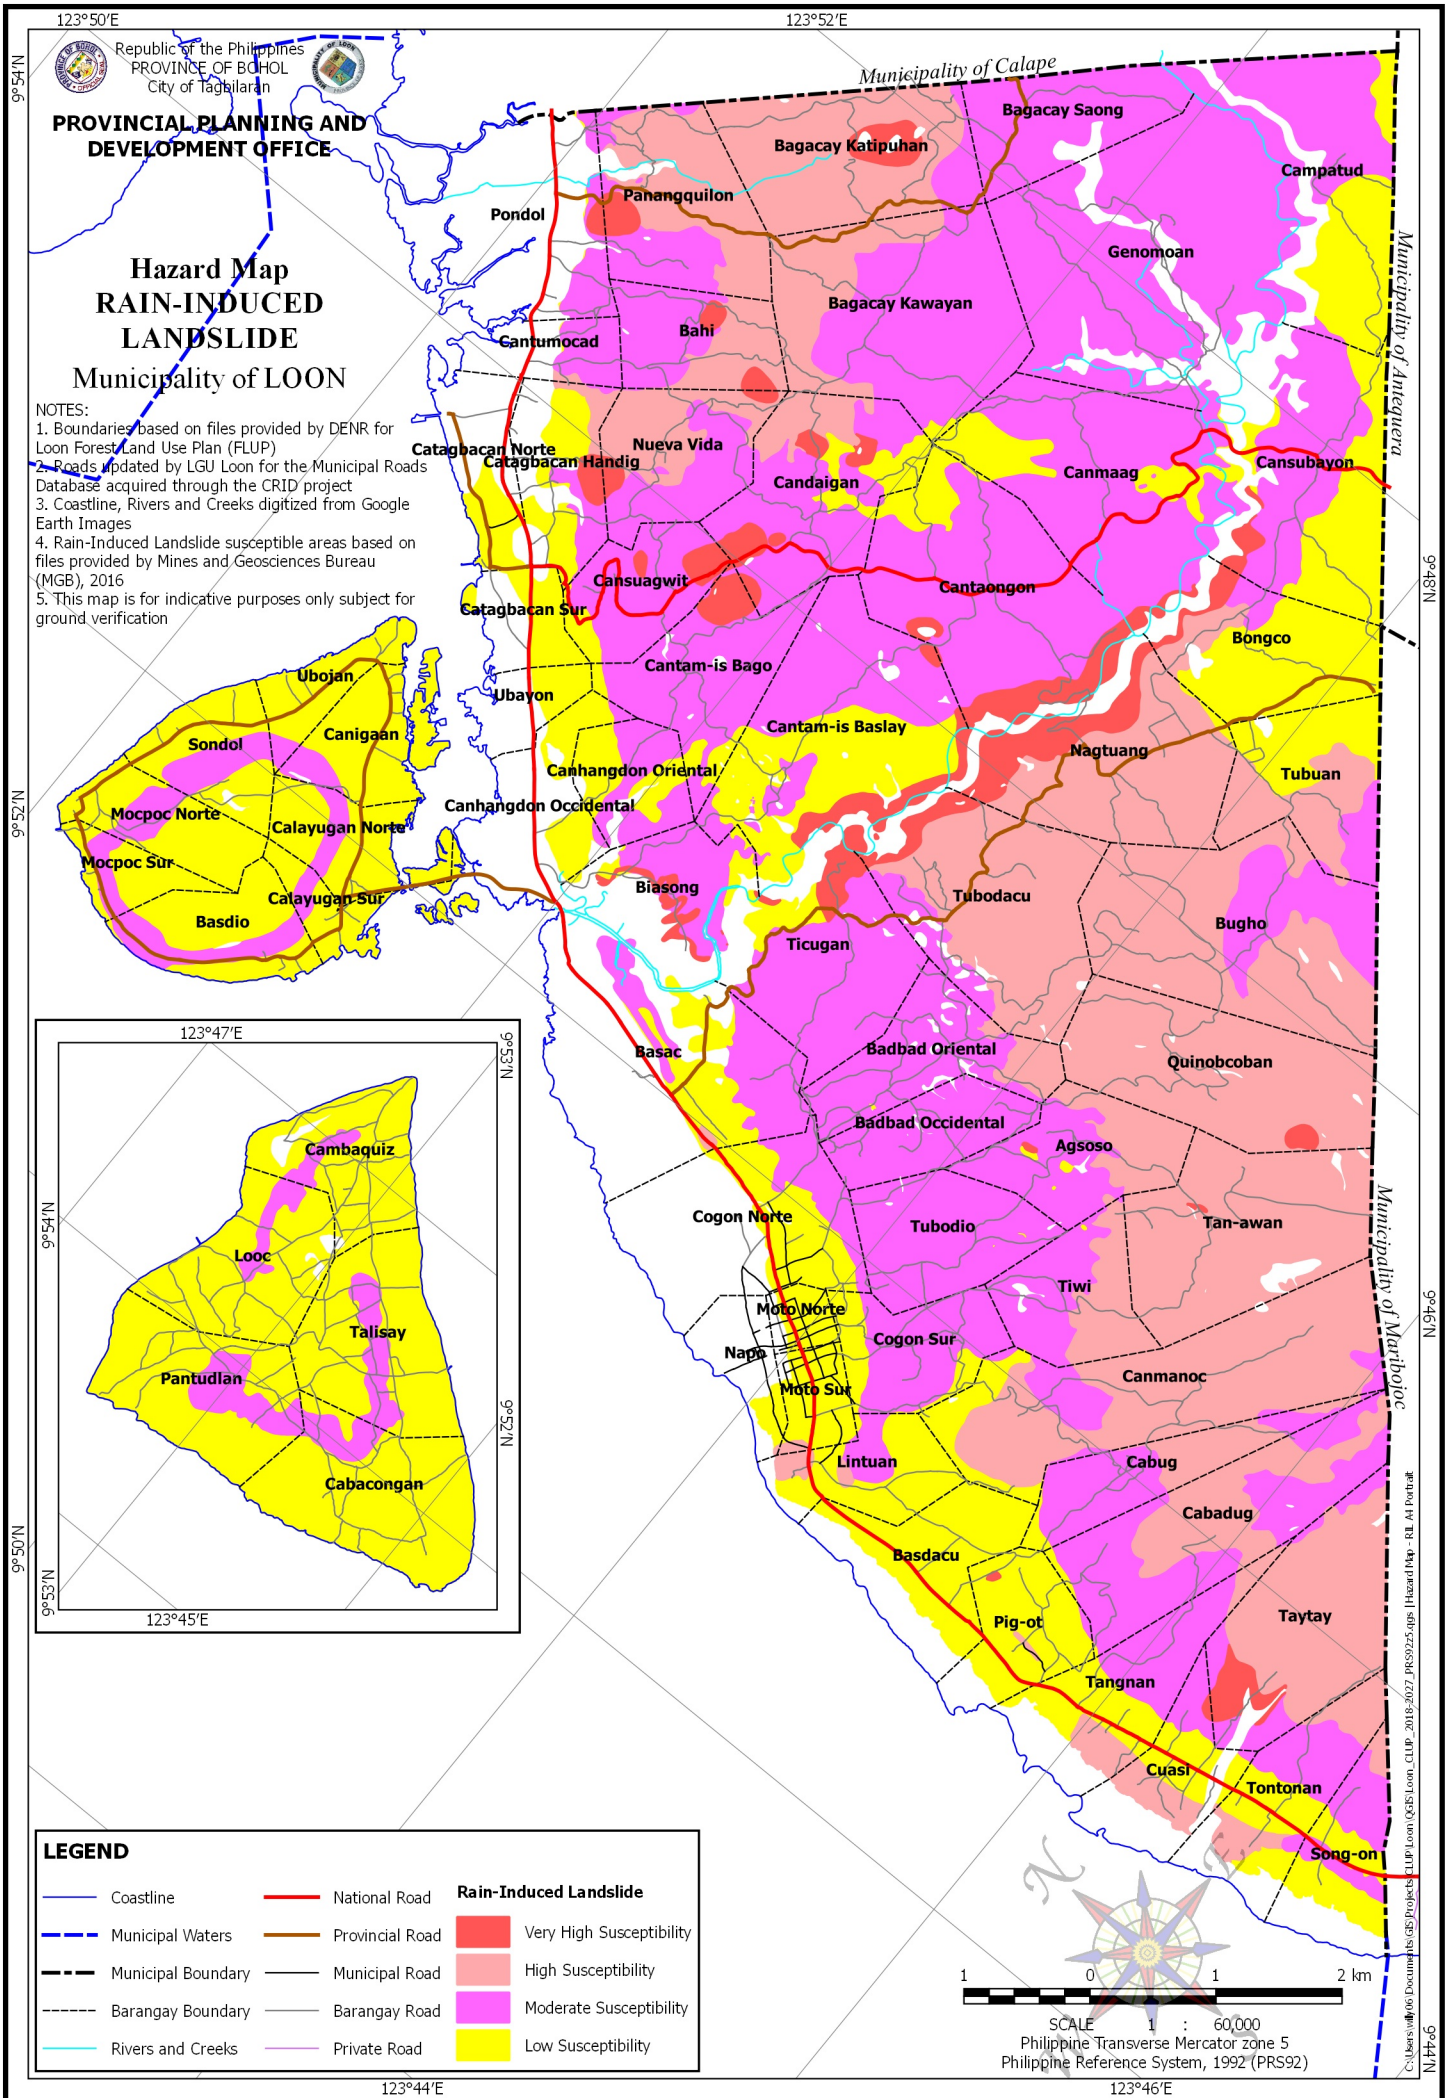 123°50'E
123°52'E
9°54'N
Republic of the Philippines
PROVINCE OF BOHOL
City of Tagbilaran
PROVINCIAL PLANNING AND
DEVELOPMENT OFFICE
Hazard Map
RAIN-INDUCED
LANDSLIDE
Municipality of LOON
NOTES:
1. Boundaries based on files provided by DENR for
Loon Forest Land Use Plan (FLUP)
2. Roads updated by LGU Loon for the Municipal Roads
Database acquired through the CRID project
3. Coastline, Rivers and Creeks digitized from Google
Earth Images
4. Rain-Induced Landslide susceptible areas based on
files provided by Mines and Geosciences Bureau
(MGB), 2016
5. This map is for indicative purposes only subject for
ground verification
Municipality of Calape
Bagacay Saong
Bagacay Katipuhan
Campatud
Panangquilon
Pondol
Genomoan
Municipality of Antequera
Bagacay Kawayan
Bahi
Cantumocad
Nueva Vida
Catagbacan Norte
Catagbacan Handig
Candaigan
Canmaag
Cansubayon
Cansuagwit
Cantaongon
9°48'N
Catagbacan Sur
Bongco
Cantam-is Bago
Ubojan
Ubayon
Cantam-is Baslay
Canigaan
Sondol
Nagtuang
Canhangdon Oriental
Tubuan
9°52'N
Canhangdon Occidental
Mocpoc Norte
Calayugan Norte
Mocpoc Sur
Biasong
Calayugan Sur
Tubodacu
Basdio
Bugho
Ticugan
123°47'E
9°53'N
Basac
Badbad Oriental
Quinobcoban
Badbad Occidental
Agsoso
Cambaquiz
9°54'N
Cogon Norte
Tubodio
Tan-awan
Looc
Tiwi
Municipality of Maribojoc
9°46'N
Moto Norte
Talisay
Napo
Cogon Sur
Pantudlan
Moto Sur
Canmanoc
9°52'N
Lintuan
Cabug
Cabacongan
Cabadug
9°50'N
Basdacu
9°53'N
123°45'E
Pig-ot
Taytay
Tangnan
Cuasi
Tontonan
Song-on
LEGEND
Coastline
Municipal Waters
Municipal Boundary
Barangay Boundary
Rivers and Creeks
National Road
Provincial Road
Municipal Road
Barangay Road
Private Road
Rain-Induced Landslide
Very High Susceptibility
High Susceptibility
Moderate Susceptibility
Low Susceptibility
N
E
S
W
1 0 1 2 km
SCALE 1 : 60,000
Philippine Transverse Mercator zone 5
Philippine Reference System, 1992 (PRS92)
9°44'N
123°44'E
123°46'E